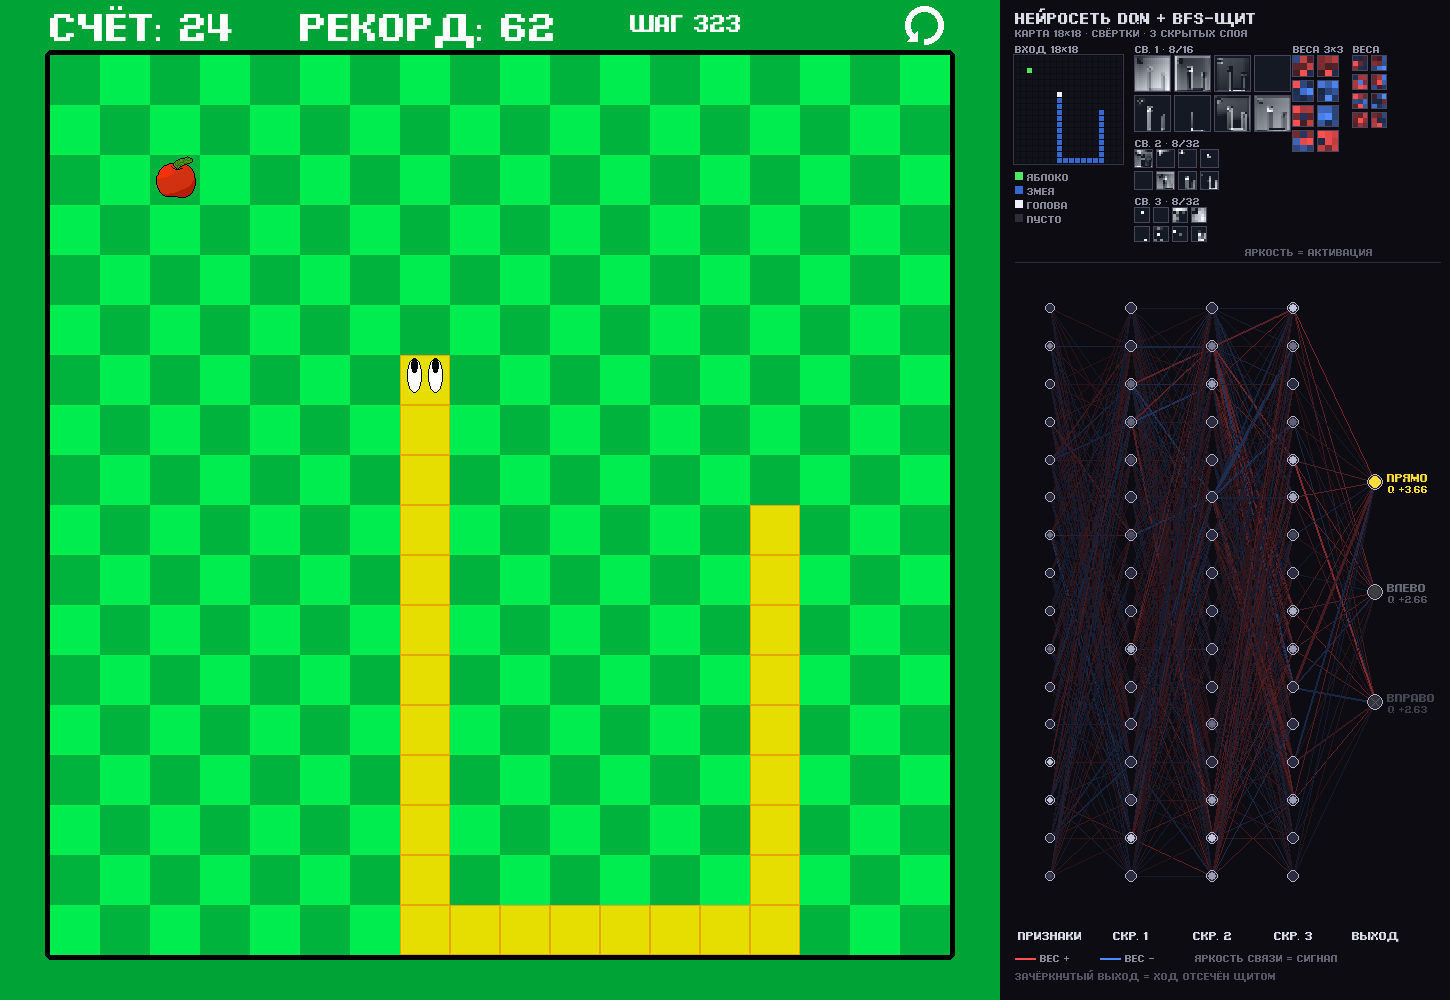 СЧЁТ: 24
РЕКОРД: 62
ШАГ 323
НЕЙРОСЕТЬ DQN + BFS-ЩИТ
КАРТА 18×18 · СВЁРТКИ · 3 СКРЫТЫХ СЛОЯ
ВХОД 18×18
СВ. 1 · 8/16
ВЕСА 3×3
ВЕСА
СВ. 2 · 8/32
ЯБЛОКО
ЗМЕЯ
ГОЛОВА
ПУСТО
СВ. 3 · 8/32
ЯРКОСТЬ = АКТИВАЦИЯ
ПРЯМО
Q +3.66
ВЛЕВО
Q +2.66
ВПРАВО
Q +2.63
ПРИЗНАКИ
СКР. 1
СКР. 2
СКР. 3
ВЫХОД
ВЕС +
ВЕС −
ЯРКОСТЬ СВЯЗИ = СИГНАЛ
ЗАЧЁРКНУТЫЙ ВЫХОД = ХОД ОТСЕЧЁН ЩИТОМ